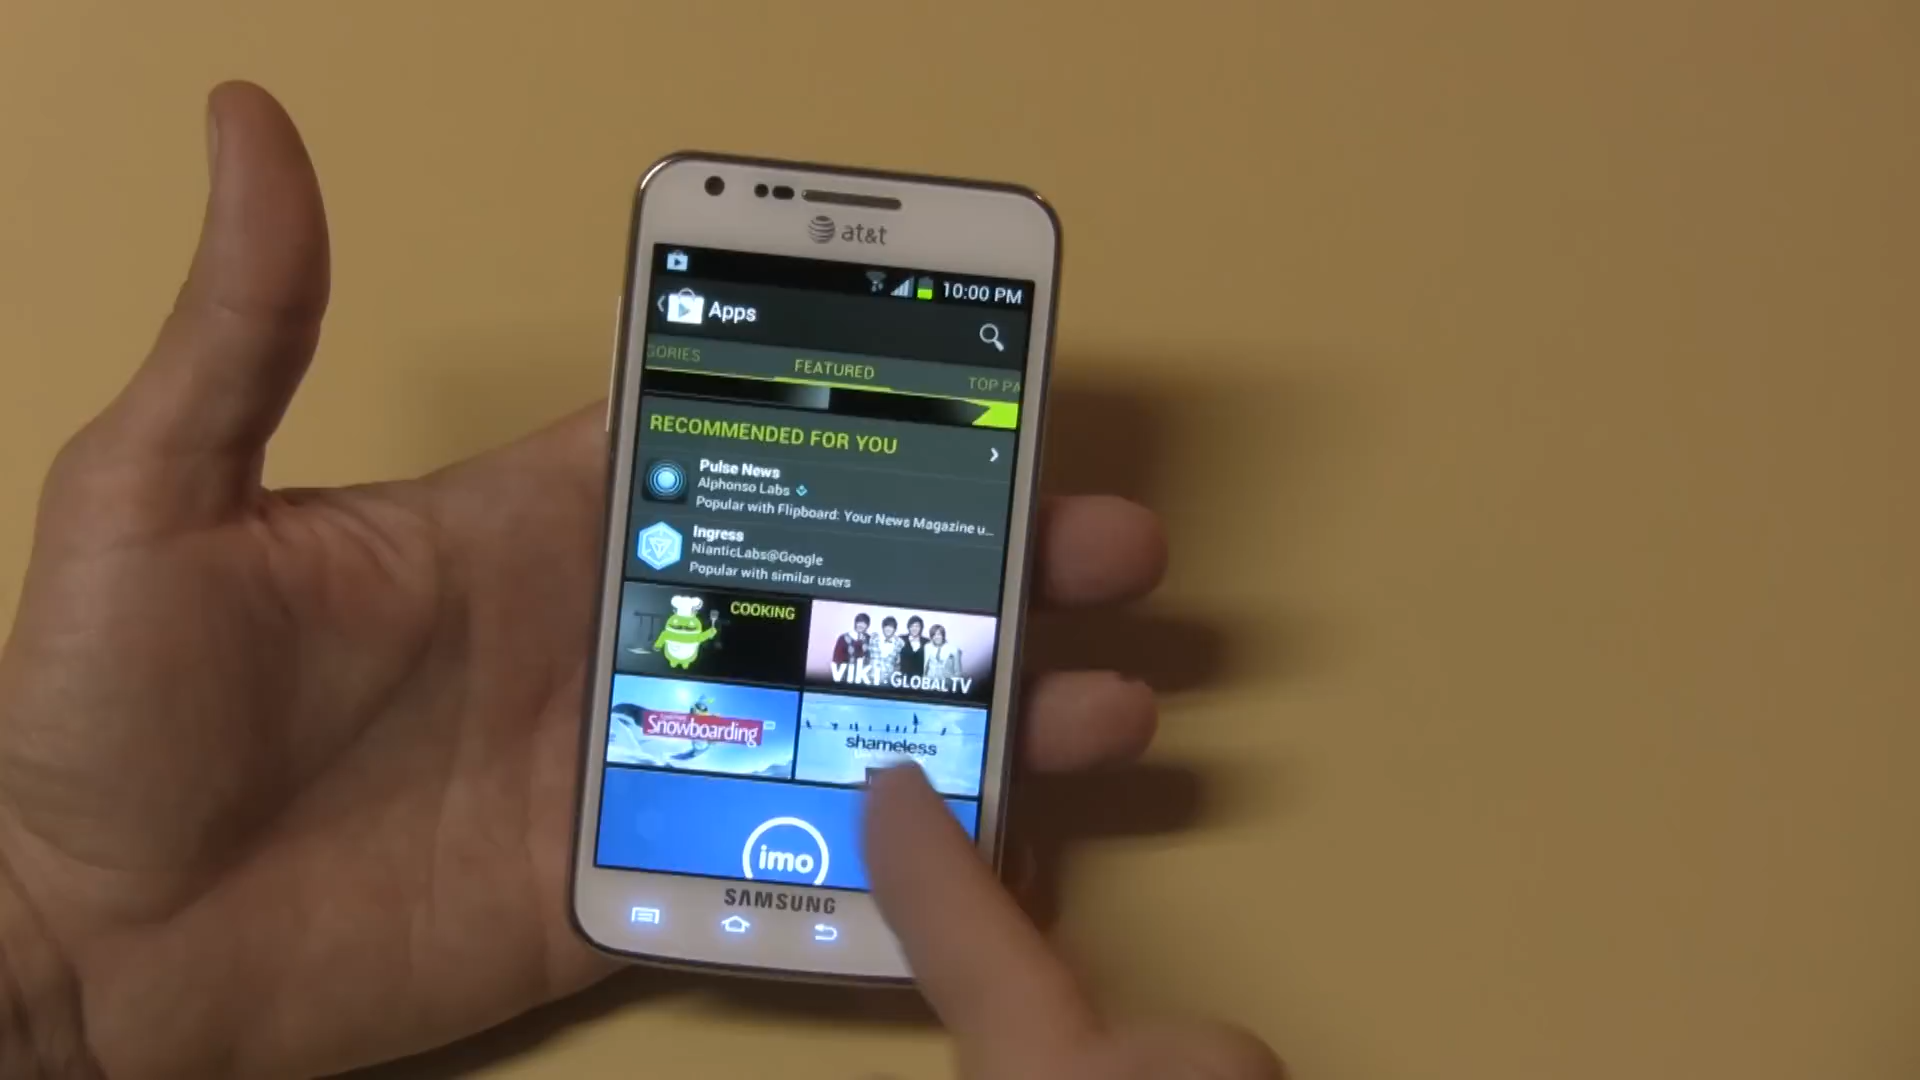 at&t
10:00 PM
Apps
GORIES
FEATURED
TOP PA
RECOMMENDED FOR YOU
Pulse News
Alphonso Labs
Popular with Flipboard: Your News Magazine u...
Ingress
NianticLabs@Google
Popular with similar users
COOKING
viki: GLOBAL TV
Snowboarding
shameless
imo
SAMSUNG